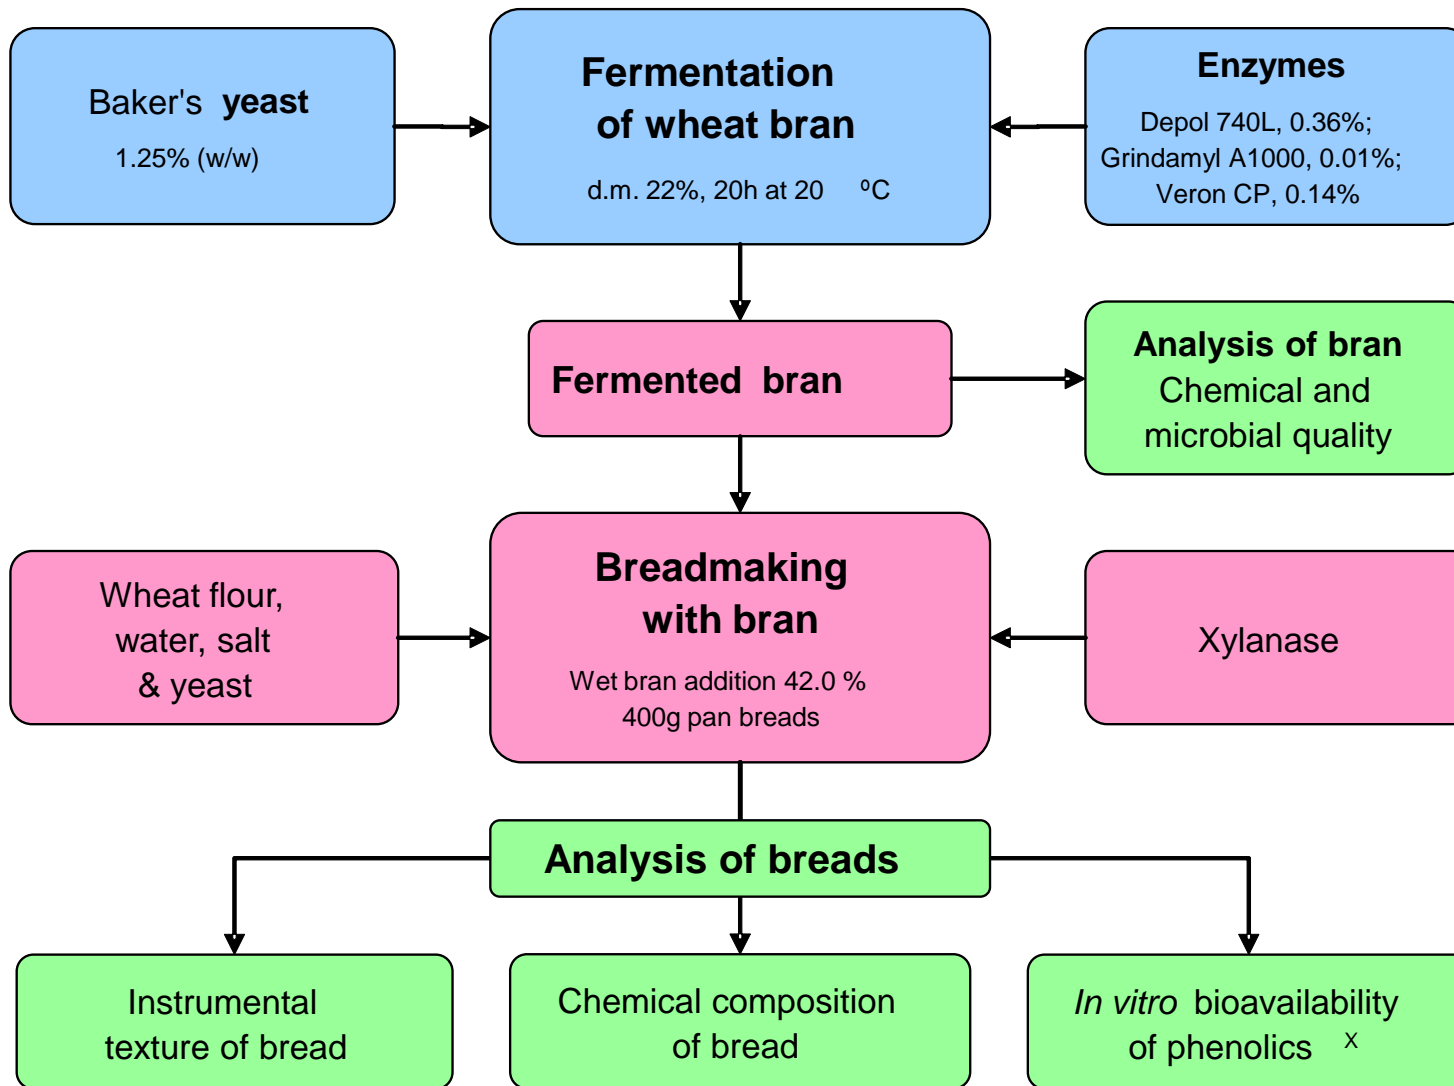 Baker's yeast
1.25% (w/w)
Fermentation
of wheat bran
d.m. 22%, 20h at 20 ºC
Enzymes
Depol 740L, 0.36%;
Grindamyl A1000, 0.01%;
Veron CP, 0.14%
Fermented bran
Analysis of bran
Chemical and
microbial quality
Wheat flour,
water, salt
& yeast
Breadmaking
with bran
Wet bran addition 42.0 %
400g pan breads
Xylanase
Analysis of breads
Instrumental
texture of bread
Chemical composition
of bread
In vitro bioavailability
of phenolics X